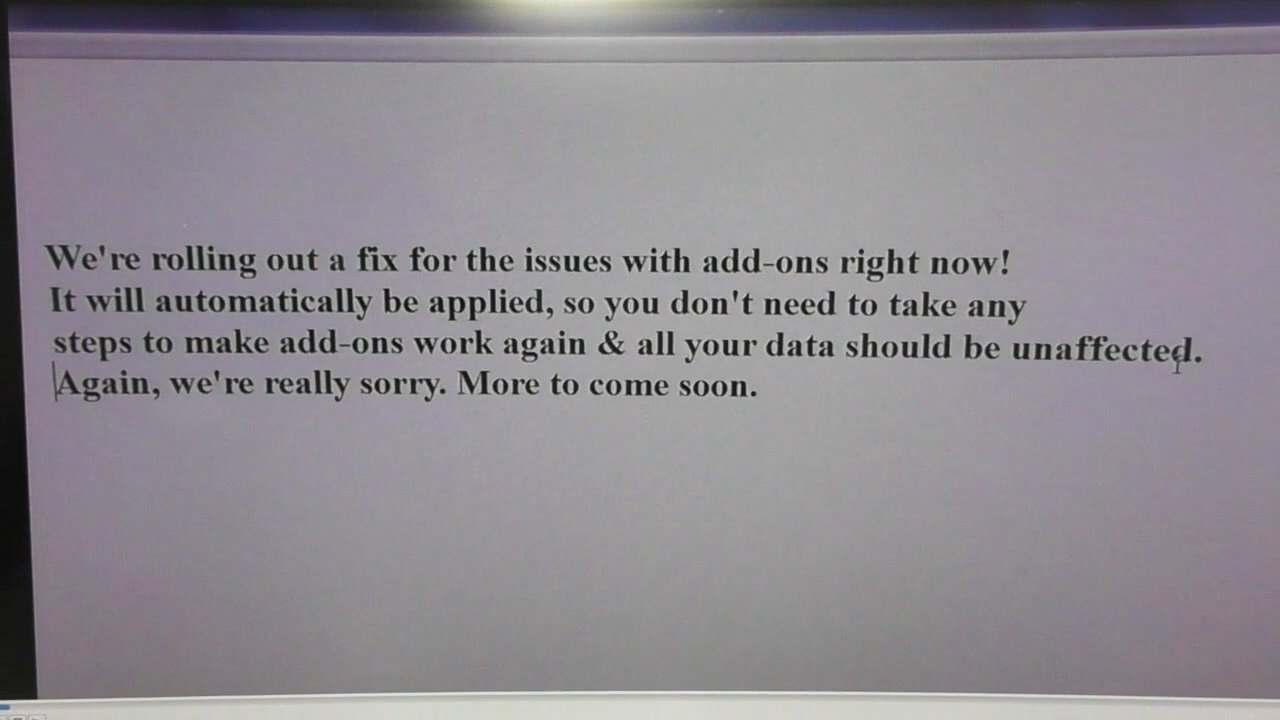 We're rolling out a fix for the issues with add-ons right now!
It will automatically be applied, so you don't need to take any
steps to make add-ons work again & all your data should be unaffected.
Again, we're really sorry. More to come soon.